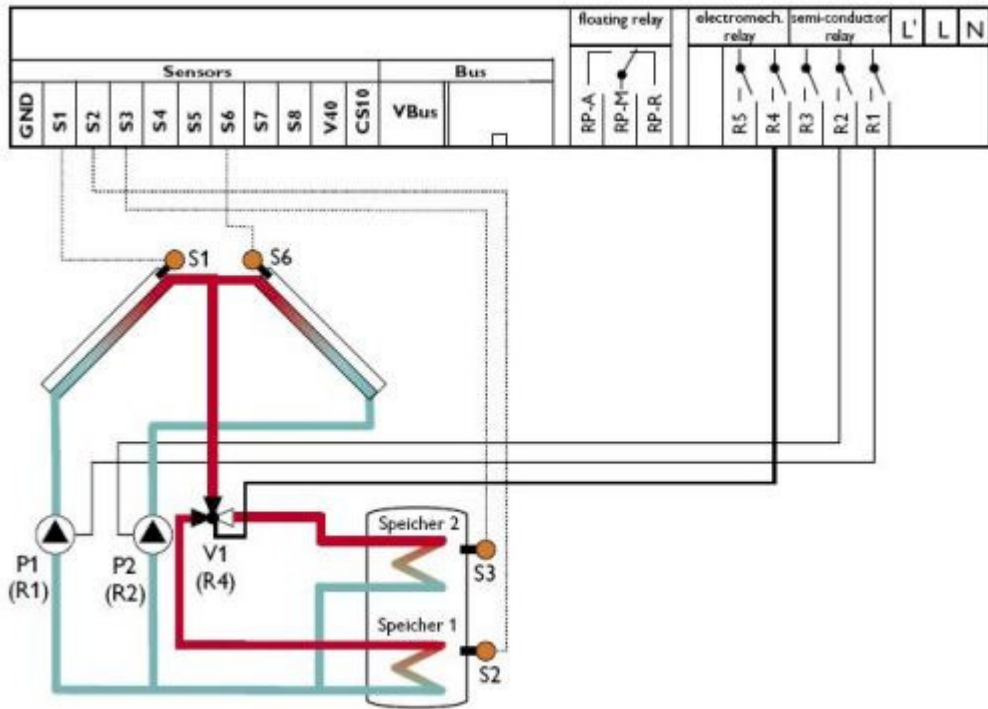 floating relay
electromech. relay
semi-conductor relay
L'
L
N
Sensors
Bus
GND
S1
S2
S3
S4
S5
S6
S7
S8
V40
CS10
VBus
RP-A
RP-M
RP-R
R5
R4
R3
R2
R1
S1
S6
Speicher 2
P1
(R1)
P2
(R2)
V1
(R4)
S3
Speicher 1
S2